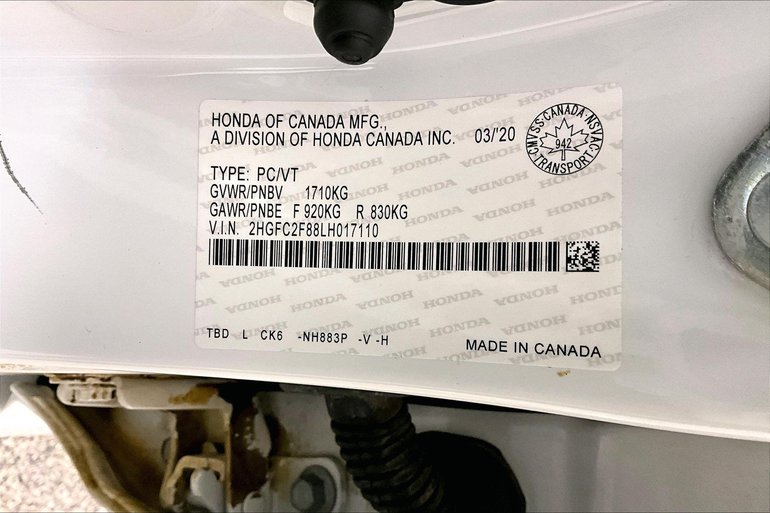 HONDA OF CANADA MFG.,
A DIVISION OF HONDA CANADA INC. 03/'20
CMVSS·CANADA·NSVAC
942
TRANSPORT
TYPE: PC/VT
GVWR/PNBV 1710KG
GAWR/PNBE F 920KG R 830KG
V.I.N. 2HGFC2F88LH017110
TBD L CK6 -NH883P -V -H
MADE IN CANADA